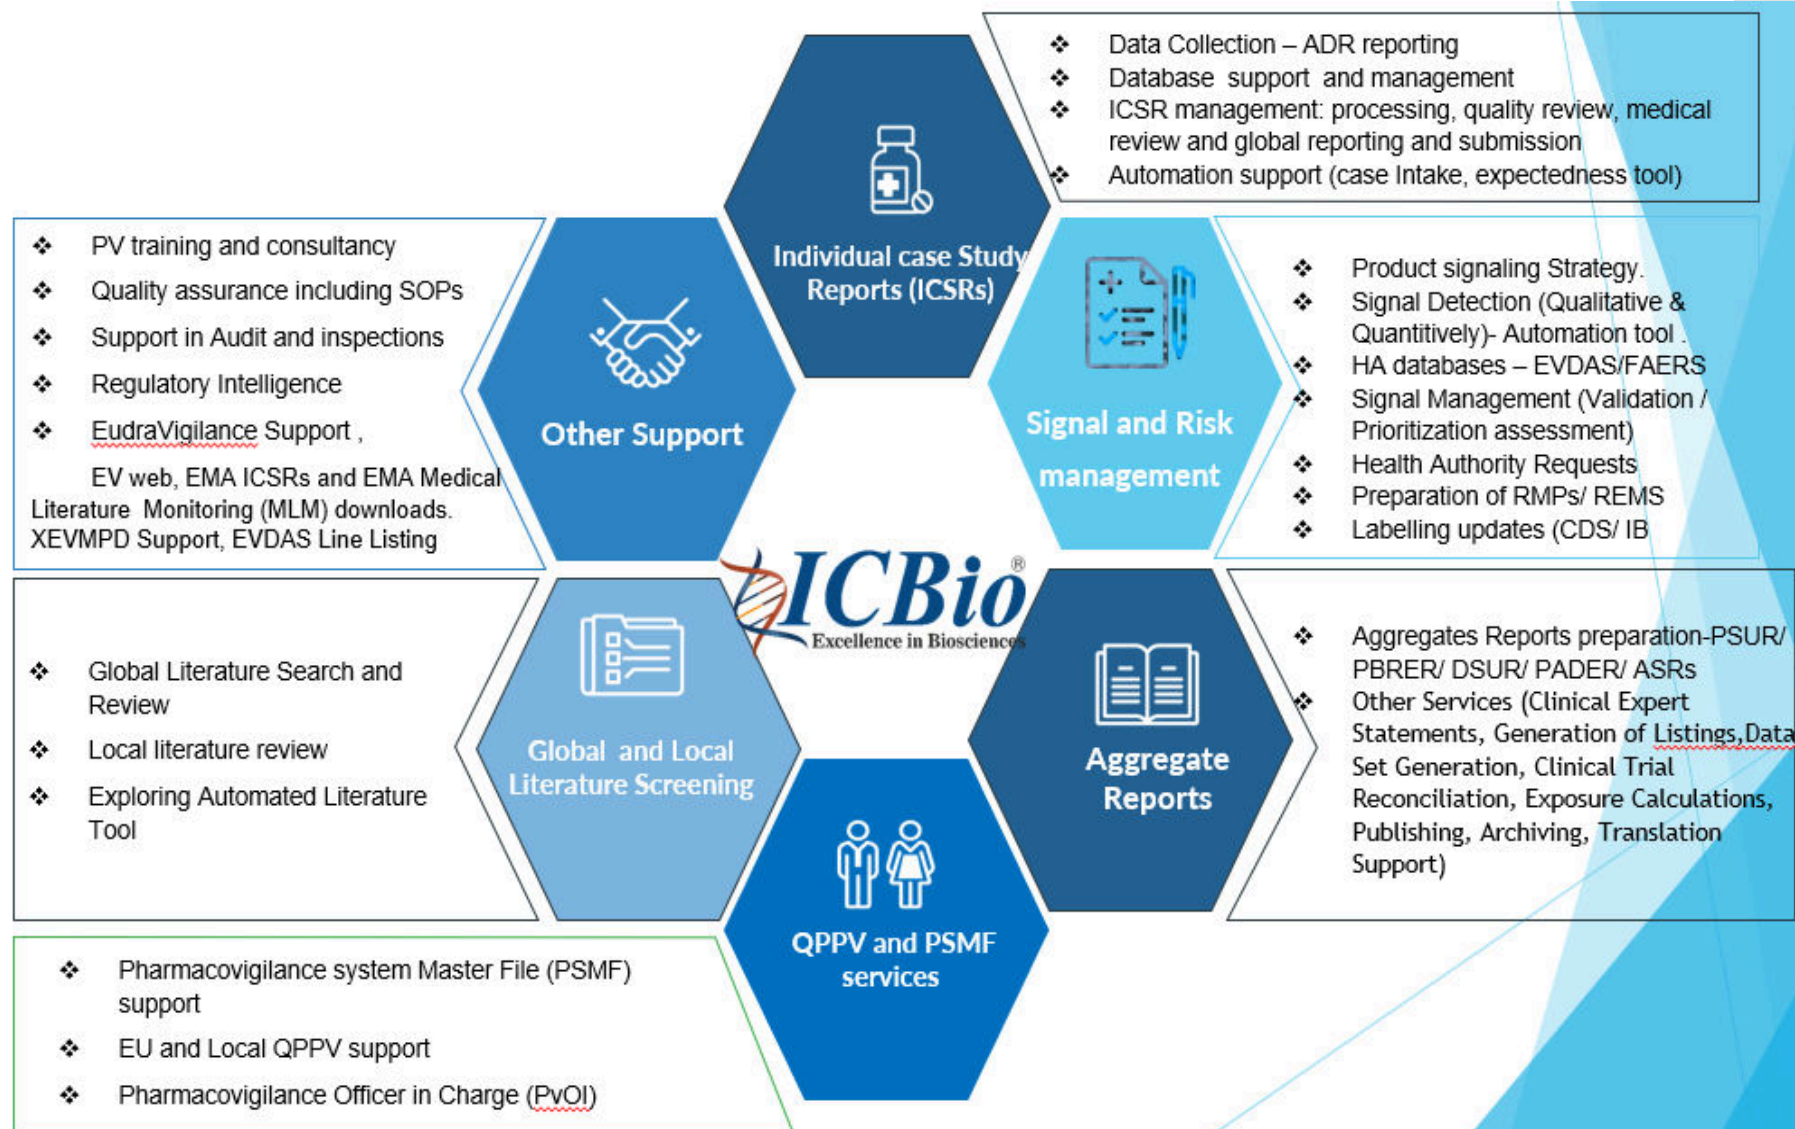 ❖ Data Collection – ADR reporting
❖ Database support and management
❖ ICSR management: processing, quality review, medical
review and global reporting and submission
❖ Automation support (case Intake, expectedness tool)
Individual case Study
Reports (ICSRs)
❖ PV training and consultancy
❖ Quality assurance including SOPs
❖ Support in Audit and inspections
❖ Regulatory Intelligence
❖ EudraVigilance Support ,
EV web, EMA ICSRs and EMA Medical
Literature Monitoring (MLM) downloads.
XEVMPD Support, EVDAS Line Listing
Other Support
Signal and Risk
management
❖ Product signaling Strategy.
❖ Signal Detection (Qualitative &
Quantitively)- Automation tool .
❖ HA databases – EVDAS/FAERS
❖ Signal Management (Validation /
Prioritization assessment)
❖ Health Authority Requests
❖ Preparation of RMPs/ REMS
❖ Labelling updates (CDS/ IB
ICBio®
Excellence in Biosciences
❖ Global Literature Search and
Review
❖ Local literature review
❖ Exploring Automated Literature
Tool
Global and Local
Literature Screening
Aggregate
Reports
❖ Aggregates Reports preparation-PSUR/
PBRER/ DSUR/ PADER/ ASRs
❖ Other Services (Clinical Expert
Statements, Generation of Listings,Data
Set Generation, Clinical Trial
Reconciliation, Exposure Calculations,
Publishing, Archiving, Translation
Support)
QPPV and PSMF
services
❖ Pharmacovigilance system Master File (PSMF)
support
❖ EU and Local QPPV support
❖ Pharmacovigilance Officer in Charge (PvOI)